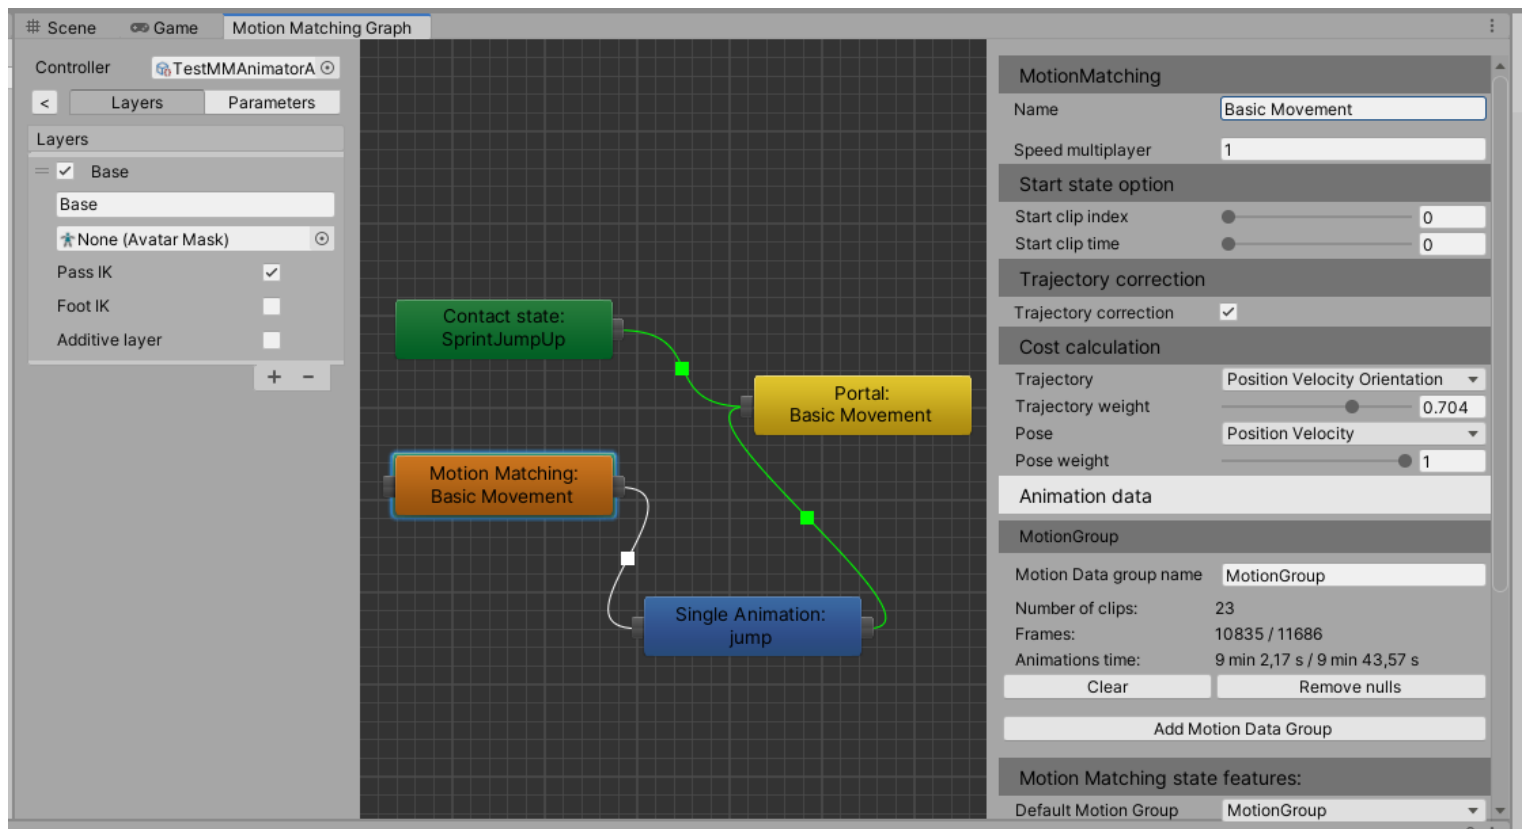 Scene Game Motion Matching Graph
Controller TestMMAnimatorA
< Layers Parameters
Layers
Base
Base
None (Avatar Mask)
Pass IK
Foot IK
Additive layer
+ −
Contact state:
SprintJumpUp
Portal:
Basic Movement
Motion Matching:
Basic Movement
Single Animation:
jump
MotionMatching
Name Basic Movement
Speed multiplayer 1
Start state option
Start clip index 0
Start clip time 0
Trajectory correction
Trajectory correction
Cost calculation
Trajectory Position Velocity Orientation
Trajectory weight 0.704
Pose Position Velocity
Pose weight 1
Animation data
MotionGroup
Motion Data group name MotionGroup
Number of clips: 23
Frames: 10835 / 11686
Animations time: 9 min 2,17 s / 9 min 43,57 s
Clear Remove nulls
Add Motion Data Group
Motion Matching state features:
Default Motion Group MotionGroup